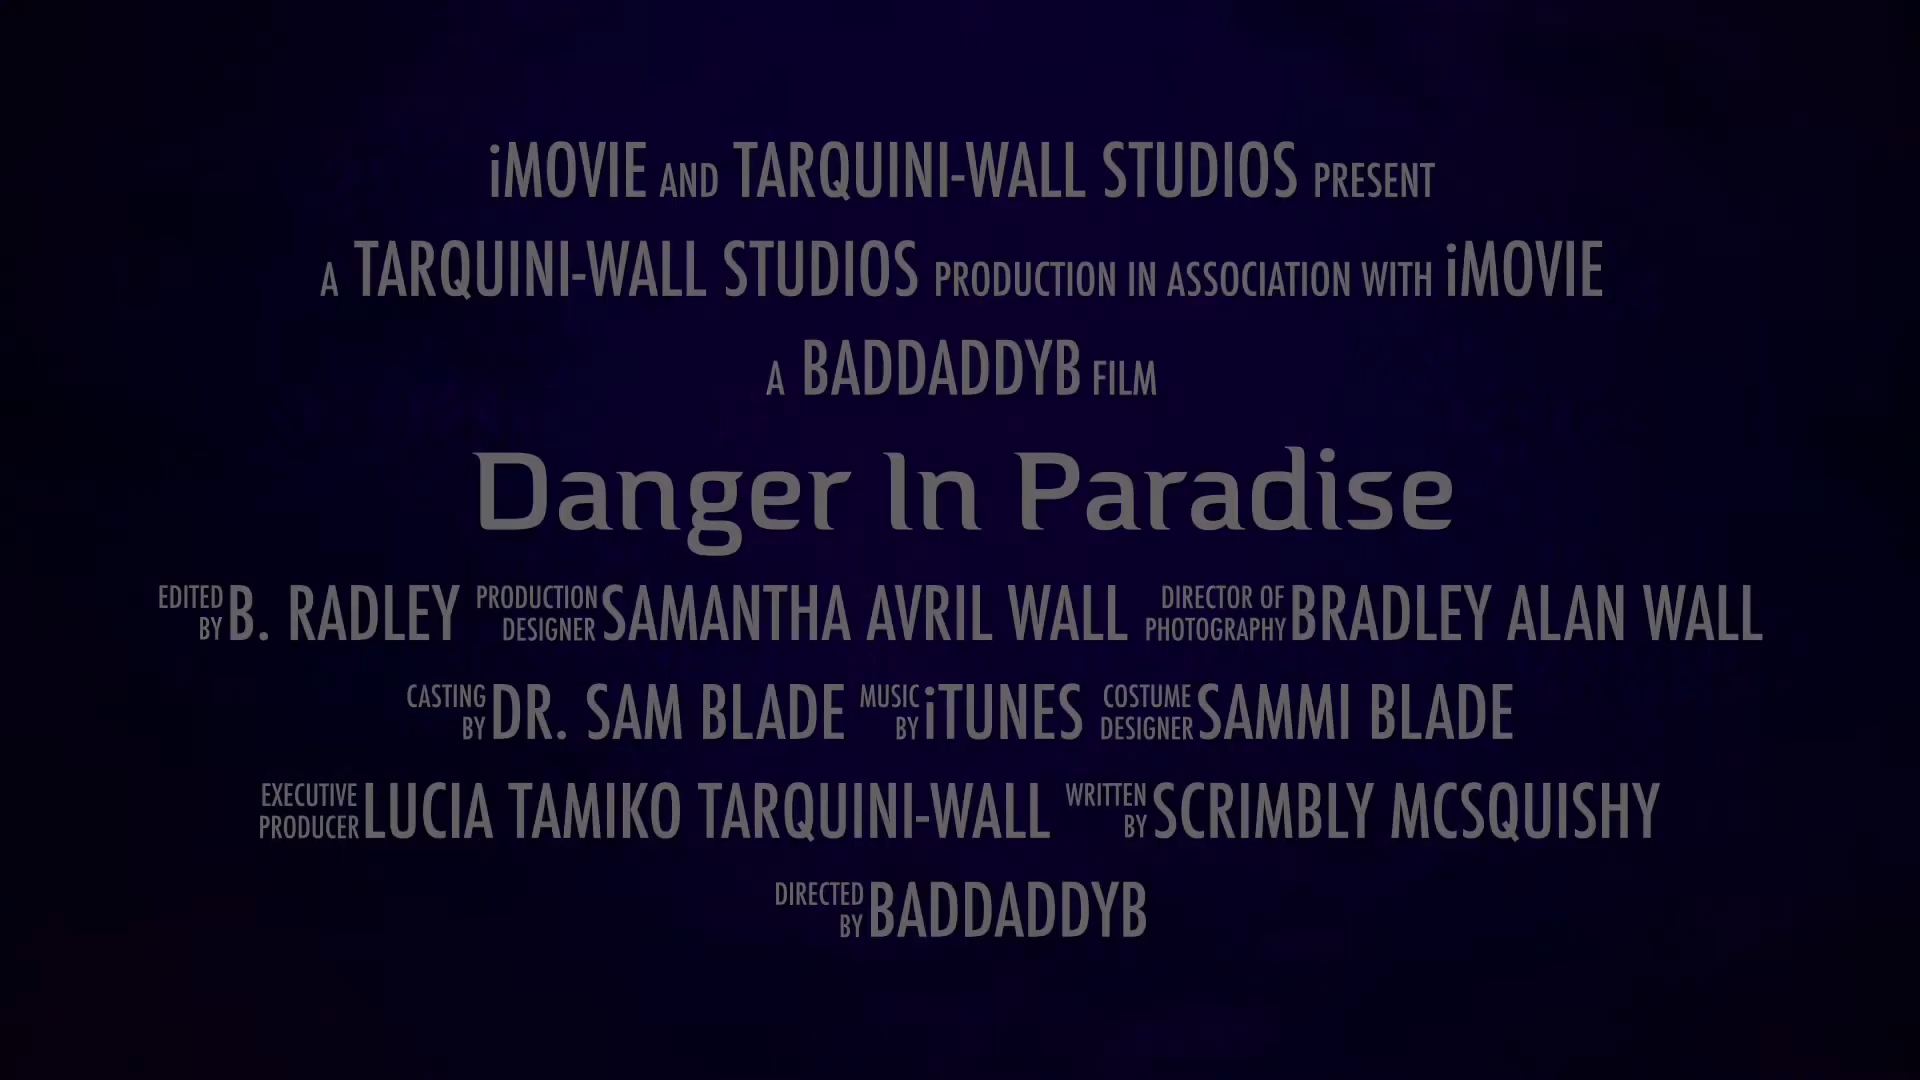 iMOVIE AND TARQUINI-WALL STUDIOS PRESENT
A TARQUINI-WALL STUDIOS PRODUCTION IN ASSOCIATION WITH iMOVIE
A BADDADDYB FILM
Danger In Paradise
EDITED BY B. RADLEY PRODUCTION DESIGNER SAMANTHA AVRIL WALL DIRECTOR OF PHOTOGRAPHY BRADLEY ALAN WALL
CASTING BY DR. SAM BLADE MUSIC BY iTUNES COSTUME DESIGNER SAMMI BLADE
EXECUTIVE PRODUCER LUCIA TAMIKO TARQUINI-WALL WRITTEN BY SCRIMBLY MCSQUISHY
DIRECTED BY BADDADDYB